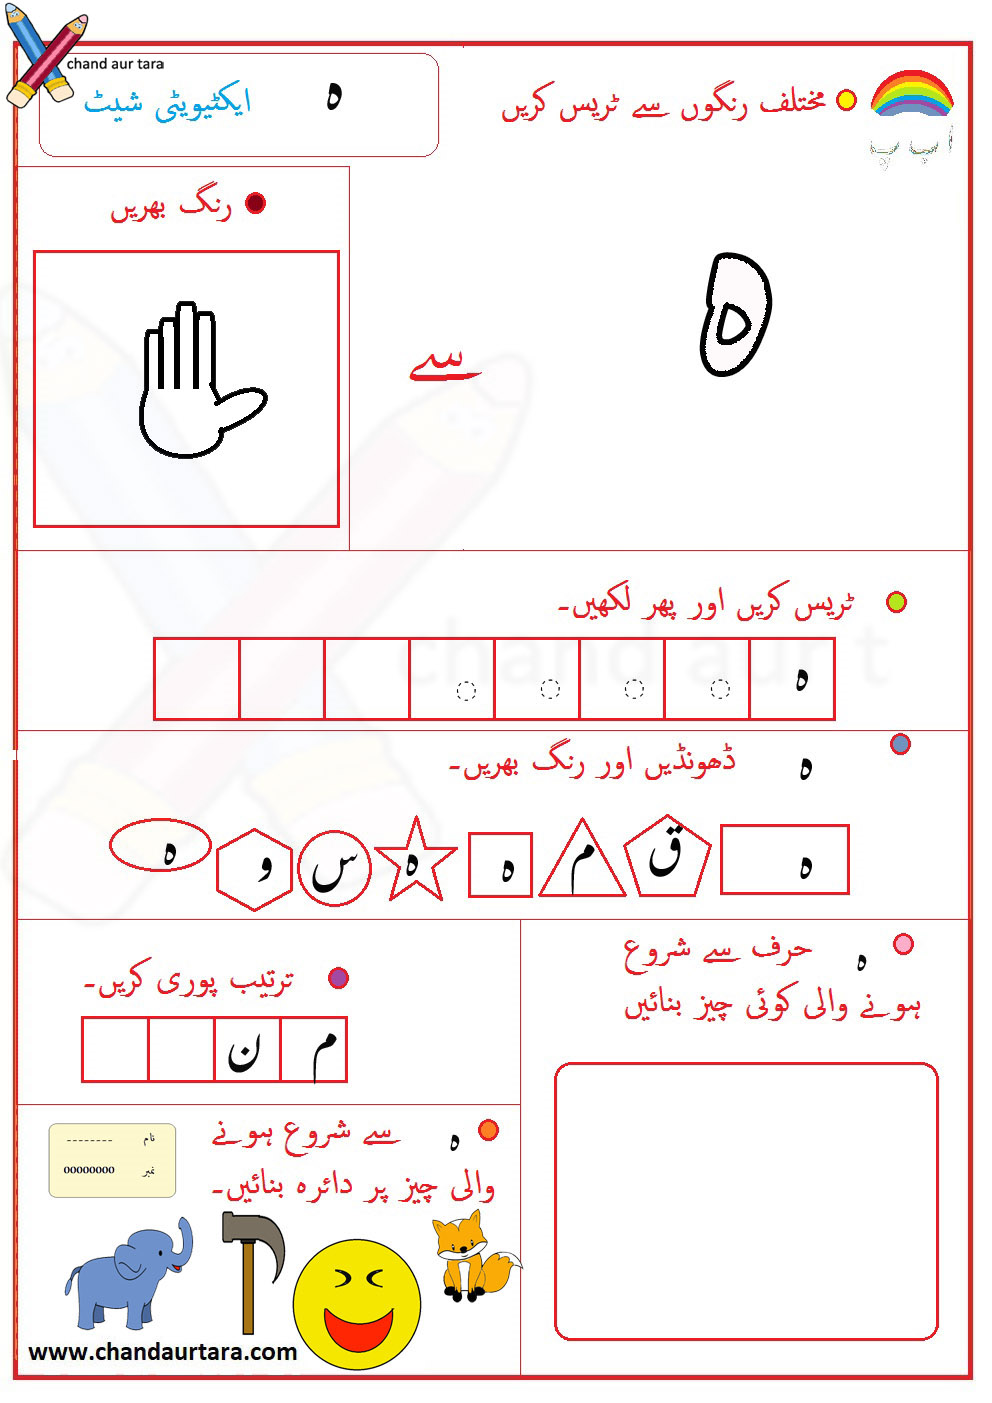 chand aur tara
ہ ایکٹیویٹی شیٹ
مختلف رنگوں سے ٹریس کریں
ا پ پ
رنگ بھریں
ہ سے
ٹریس کریں اور پھر لکھیں۔
ہ
ہ ڈھونڈیں اور رنگ بھریں۔
ہ ق م ہ ہ س و ہ
ہ حرف سے شروع
ہونے والی کوئی چیز بنائیں
ترتیب پوری کریں۔
م ن
ہ سے شروع ہونے
والی چیز پر دائرہ بنائیں۔
نام --------
نمبر 00000000
www.chandaurtara.com
chand aur t